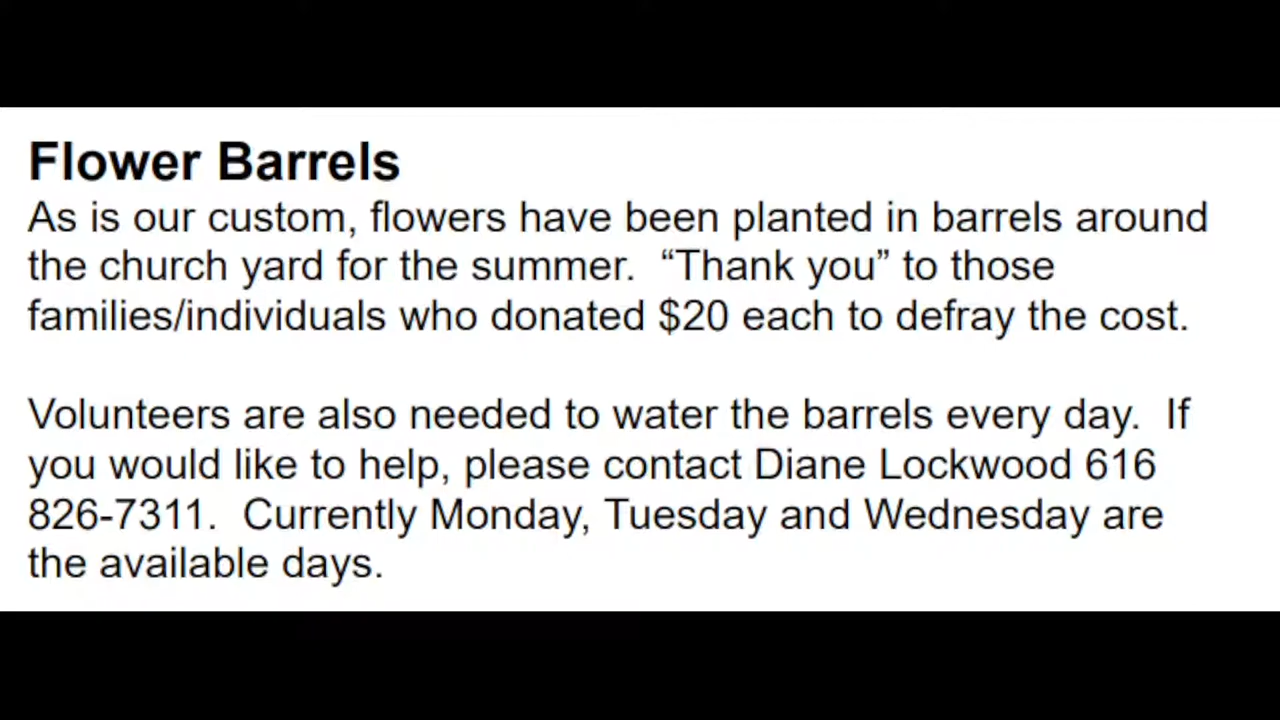 Flower Barrels
As is our custom, flowers have been planted in barrels around
the church yard for the summer.  “Thank you” to those
families/individuals who donated $20 each to defray the cost.
Volunteers are also needed to water the barrels every day.  If
you would like to help, please contact Diane Lockwood 616
826-7311.  Currently Monday, Tuesday and Wednesday are
the available days.